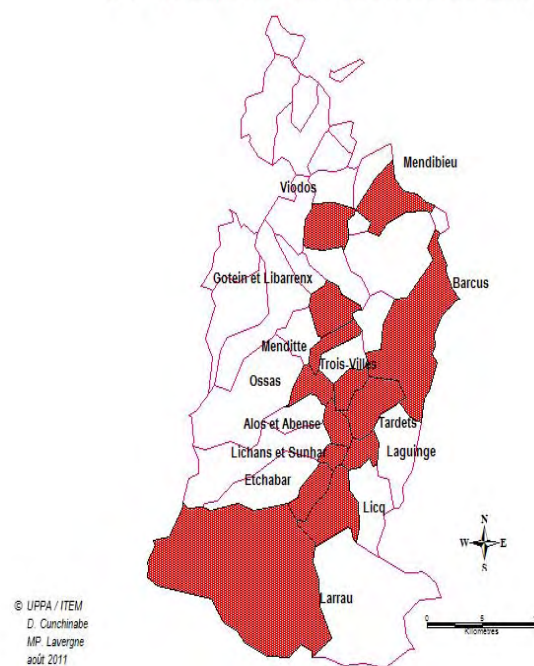 Mendibieu
Viodos
Gotein et Libarrenx
Barcus
Menditte
Trois-Villes
Ossas
Alos et Abense
Tardets
Lichans et Sunhar
Laguinge
Etchabar
Licq
N
W E
S
Larrau
© UPPA / ITEM
D. Cunchinabe
MP. Lavergne
août 2011
0 5
Kilomètres